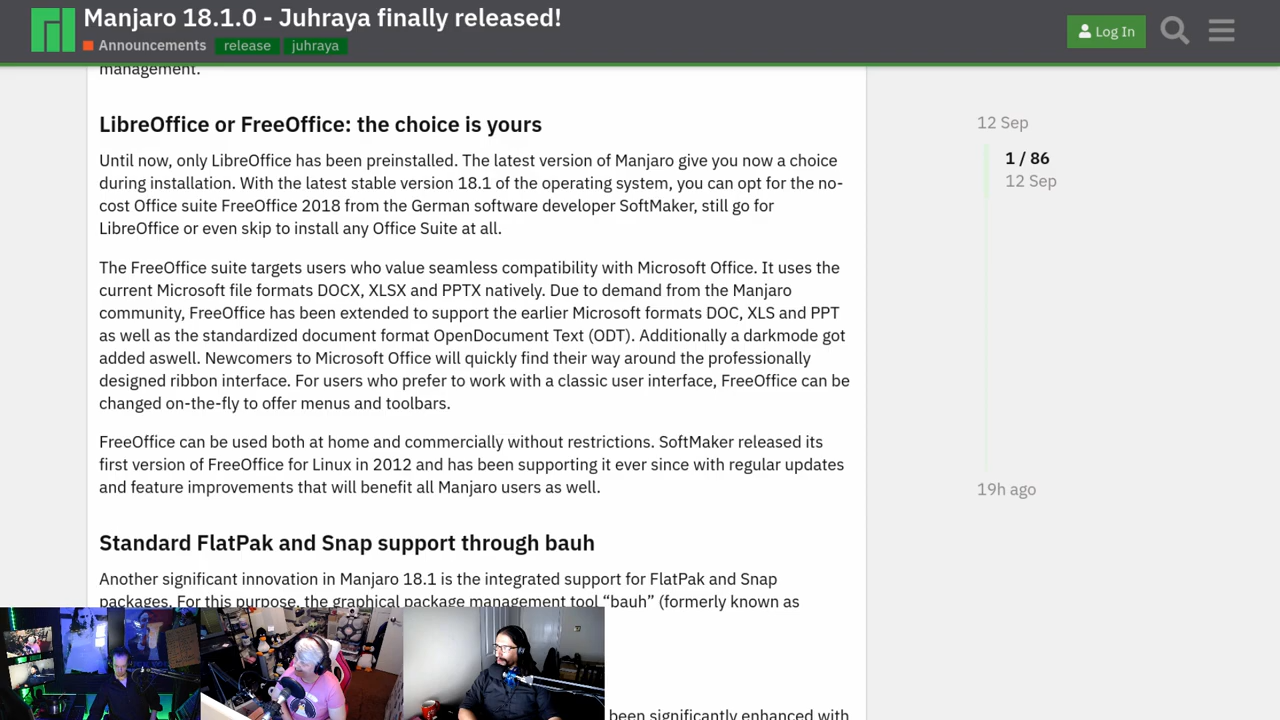 Manjaro 18.1.0 - Juhraya finally released!
Announcements release juhraya
Log In
management.
LibreOffice or FreeOffice: the choice is yours
Until now, only LibreOffice has been preinstalled. The latest version of Manjaro give you now a choice
during installation. With the latest stable version 18.1 of the operating system, you can opt for the no-
cost Office suite FreeOffice 2018 from the German software developer SoftMaker, still go for
LibreOffice or even skip to install any Office Suite at all.
The FreeOffice suite targets users who value seamless compatibility with Microsoft Office. It uses the
current Microsoft file formats DOCX, XLSX and PPTX natively. Due to demand from the Manjaro
community, FreeOffice has been extended to support the earlier Microsoft formats DOC, XLS and PPT
as well as the standardized document format OpenDocument Text (ODT). Additionally a darkmode got
added aswell. Newcomers to Microsoft Office will quickly find their way around the professionally
designed ribbon interface. For users who prefer to work with a classic user interface, FreeOffice can be
changed on-the-fly to offer menus and toolbars.
FreeOffice can be used both at home and commercially without restrictions. SoftMaker released its
first version of FreeOffice for Linux in 2012 and has been supporting it ever since with regular updates
and feature improvements that will benefit all Manjaro users as well.
Standard FlatPak and Snap support through bauh
Another significant innovation in Manjaro 18.1 is the integrated support for FlatPak and Snap
packages. For this purpose, the graphical package management tool “bauh” (formerly known as
been significantly enhanced with
12 Sep
1 / 86
12 Sep
19h ago